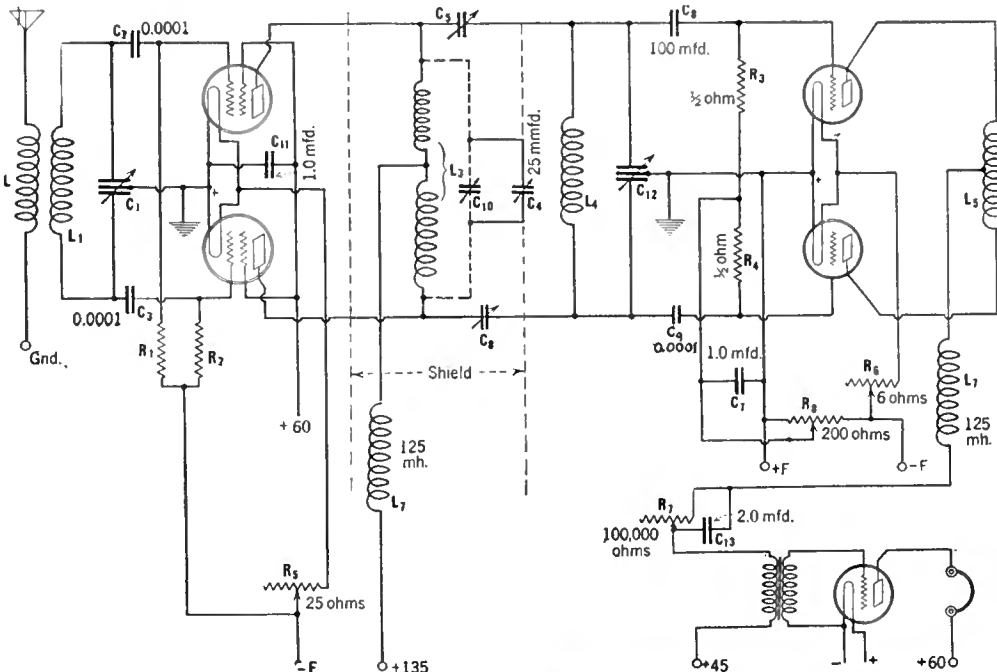 C2 0.0001
C5
C8
100 mfd.
R3
½ ohm
C11
1.0 mfd.
L
L1
C1
+
L3
C10
C4
25 mmfd.
L4
C12
+
L5
R4
½ ohm
C3
0.0001
C8
C9
0.0001
Gnd.
R1
R2
Shield
1.0 mfd.
C7
R6
6 ohms
R8
200 ohms
L7
125
mh.
+60
125
mh.
L7
+F
-F
R7
2.0 mfd.
100,000
ohms
C13
R5
25 ohms
-F
+135
+45
-
+
+60